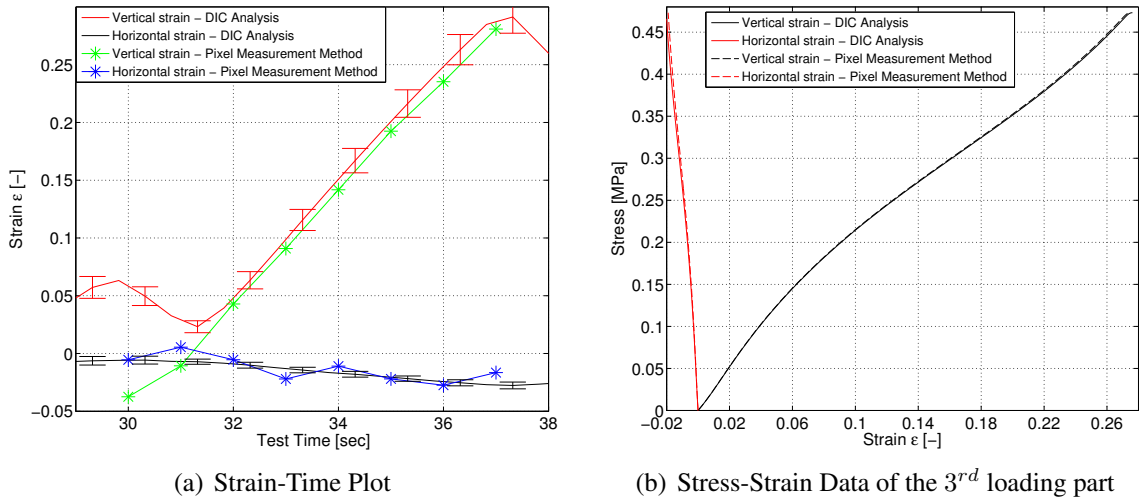 Vertical strain − DIC Analysis
Horizontal strain − DIC Analysis
Vertical strain − Pixel Measurement Method
Horizontal strain − Pixel Measurement Method
0.25
0.2
0.15
0.1
0.05
0
−0.05
Strain ε [−]
30 32 34 36 38
Test Time [sec]
(a) Strain-Time Plot
Vertical strain − DIC Analysis
Horizontal strain − DIC Analysis
Vertical strain − Pixel Measurement Method
Horizontal strain − Pixel Measurement Method
0.45
0.4
0.35
0.3
0.25
0.2
0.15
0.1
0.05
0
Stress [MPa]
−0.02 0.02 0.06 0.1 0.14 0.18 0.22 0.26
Strain ε [−]
(b) Stress-Strain Data of the 3rd loading part